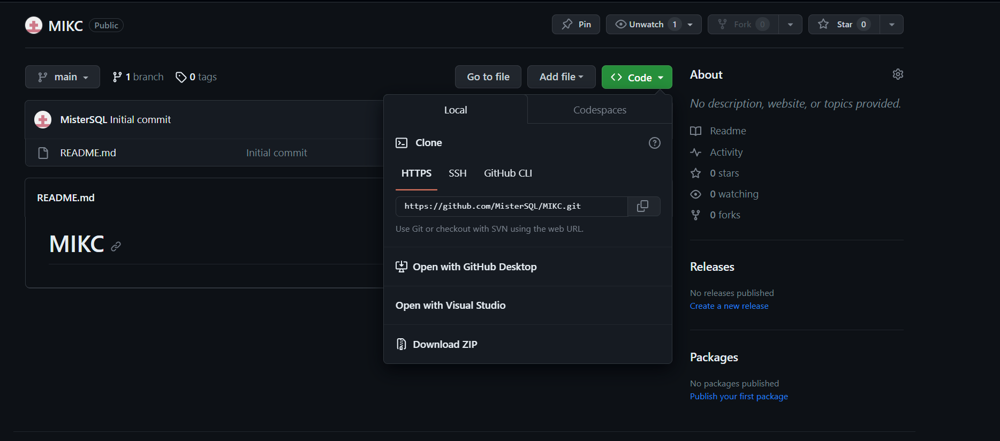 MIKC Public Pin Unwatch 1 Fork 0 Star 0
main 1 branch 0 tags Go to file Add file <> Code
MisterSQL Initial commit
README.md Initial commit
README.md
MIKC
Local Codespaces
Clone
HTTPS SSH GitHub CLI
https://github.com/MisterSQL/MIKC.git
Use Git or checkout with SVN using the web URL.
Open with GitHub Desktop
Open with Visual Studio
Download ZIP
About
No description, website, or topics provided.
Readme
Activity
0 stars
0 watching
0 forks
Releases
No releases published
Create a new release
Packages
No packages published
Publish your first package